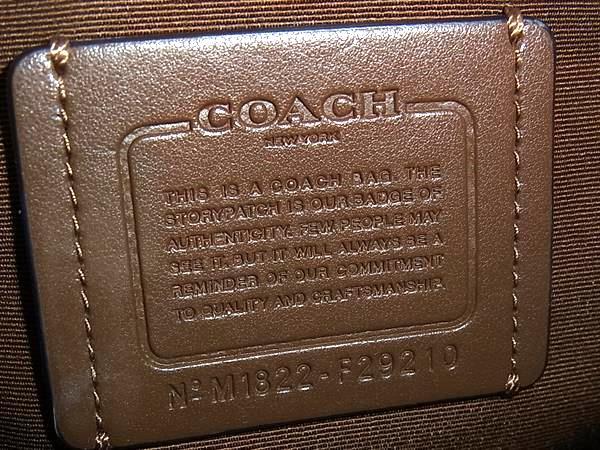 COACH
NEW YORK
THIS IS A COACH BAG. THE
STORYPATCH IS OUR BADGE OF
AUTHENTICITY. FEW PEOPLE MAY
SEE IT, BUT IT WILL ALWAYS BE A
REMINDER OF OUR COMMITMENT
TO QUALITY AND CRAFTSMANSHIP.
Nº M1822-F29210